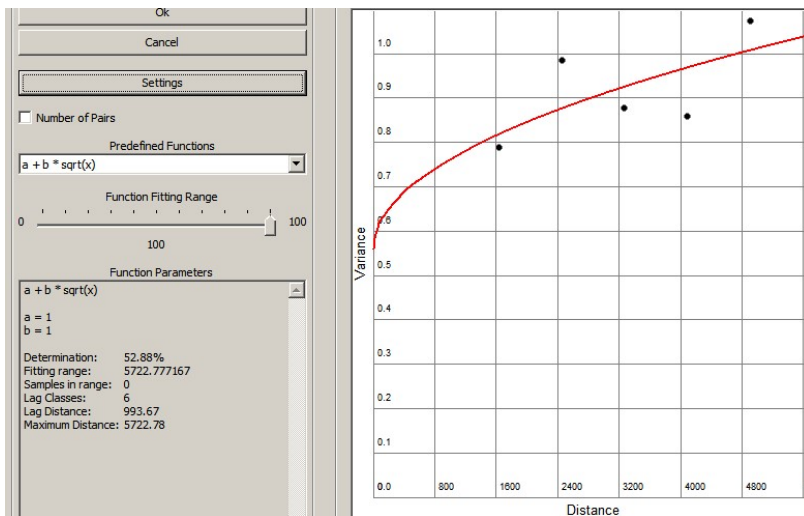 Ok
Cancel
Settings
Number of Pairs
Predefined Functions
a + b * sqrt(x)
Function Fitting Range
0 100
100
Function Parameters
a + b * sqrt(x)
a = 1
b = 1
Determination: 52.88%
Fitting range: 5722.777167
Samples in range: 0
Lag Classes: 6
Lag Distance: 993.67
Maximum Distance: 5722.78
Variance
1.0
0.9
0.8
0.7
0.6
0.5
0.4
0.3
0.2
0.1
0.0 800 1600 2400 3200 4000 4800
Distance